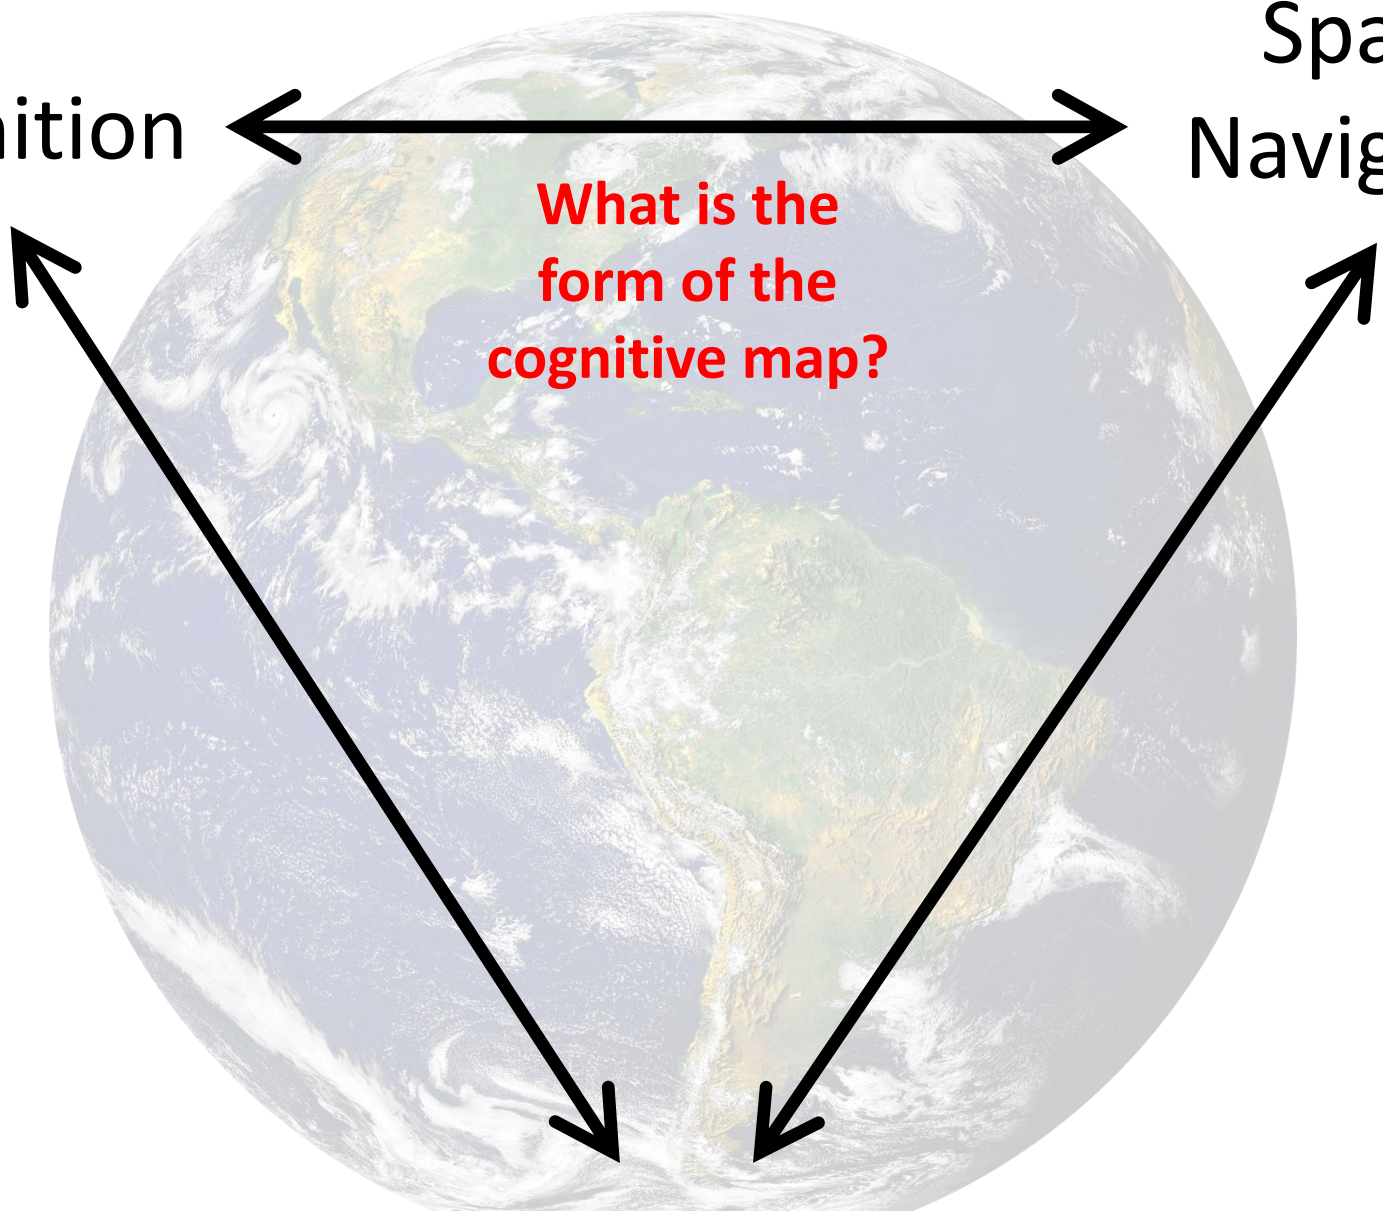 nition
Spa
Navig
What is the
form of the
cognitive map?